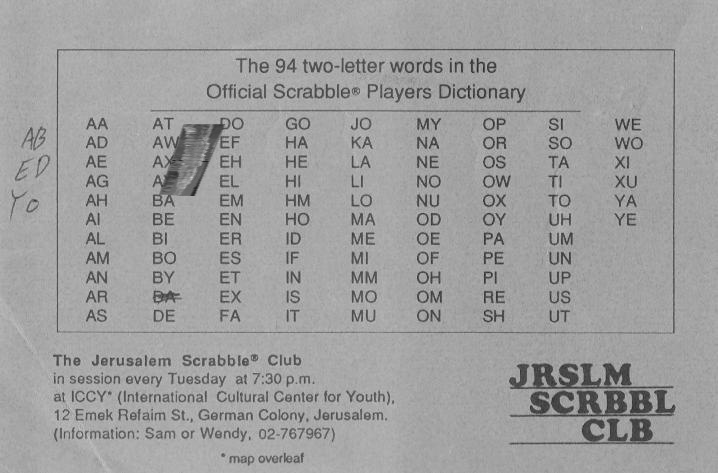 The 94 two-letter words in the
Official Scrabble® Players Dictionary
AA AT DO GO JO MY OP SI WE
AD AW EF HA KA NA OR SO WO
AE AX EH HE LA NE OS TA XI
AG EL HI LI NO OW TI XU
AH BA EM HM LO NU OX TO YA
AI BE EN HO MA OD OY UH YE
AL BI ER ID ME OE PA UM
AM BO ES IF MI OF PE UN
AN BY ET IN MM OH PI UP
AR EX IS MO OM RE US
AS DE FA IT MU ON SH UT
AB
ED
YO
The Jerusalem Scrabble® Club
in session every Tuesday at 7:30 p.m.
at ICCY* (International Cultural Center for Youth),
12 Emek Refaim St., German Colony, Jerusalem.
(Information: Sam or Wendy, 02-767967)
* map overleaf
JRSLM
SCRBBL
CLB